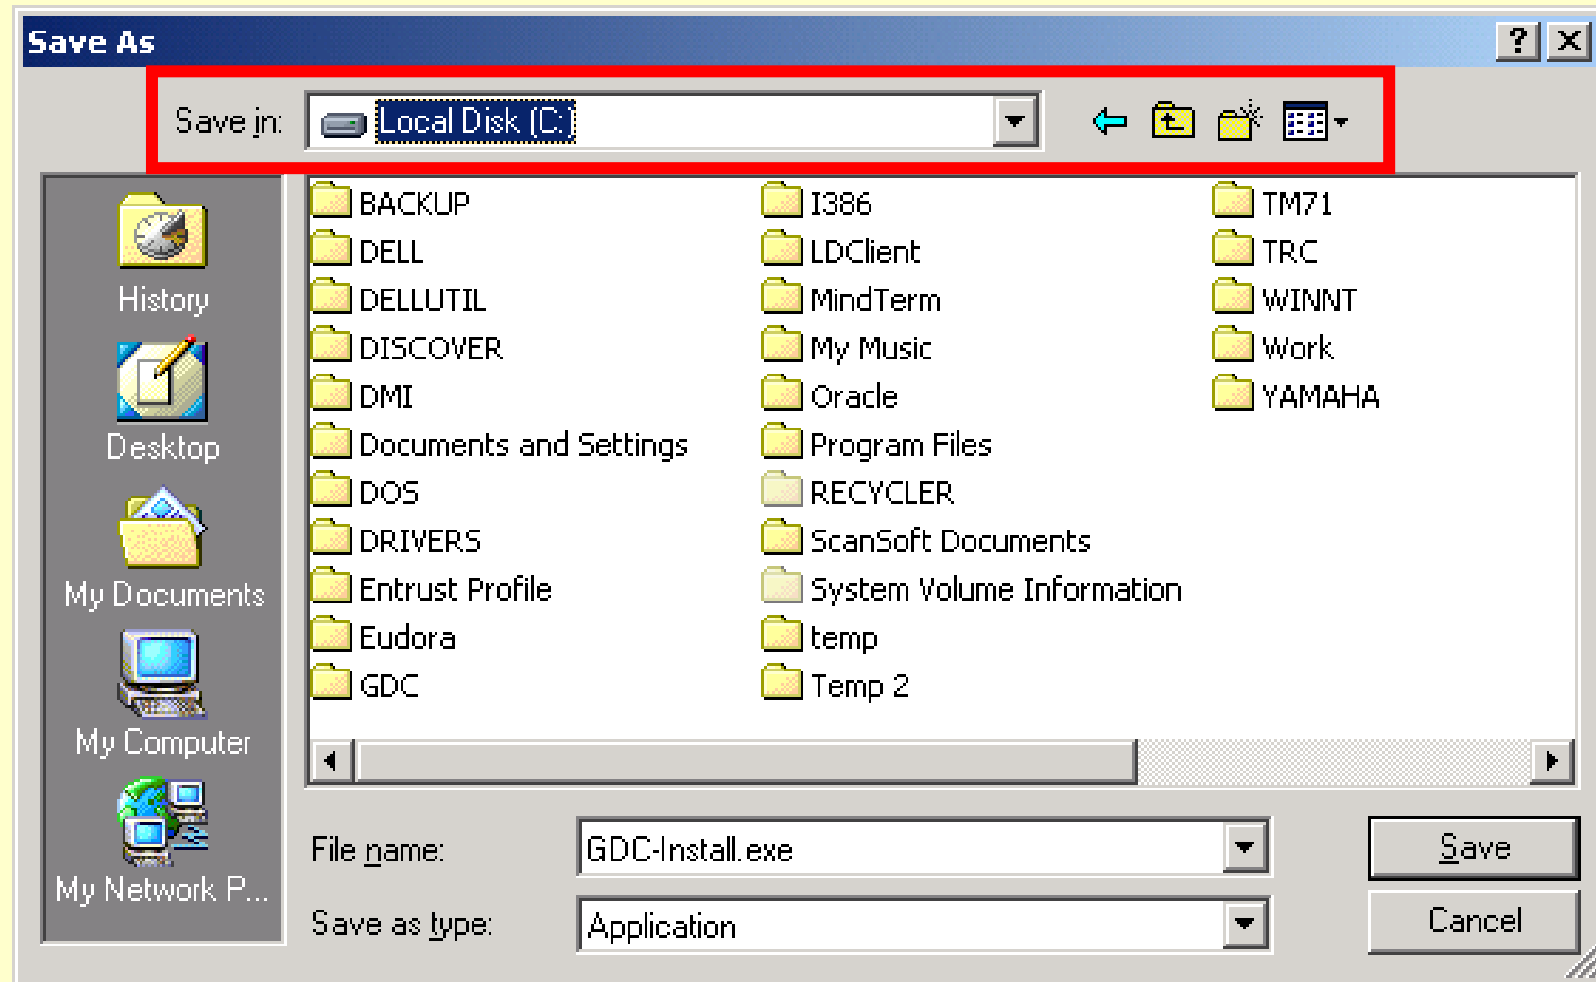 Save As
Save in: Local Disk (C:)
History
Desktop
My Documents
My Computer
My Network P...
BACKUP
DELL
DELLUTIL
DISCOVER
DMI
Documents and Settings
DOS
DRIVERS
Entrust Profile
Eudora
GDC
I386
LDClient
MindTerm
My Music
Oracle
Program Files
RECYCLER
ScanSoft Documents
System Volume Information
temp
Temp 2
TM71
TRC
WINNT
Work
YAMAHA
File name: GDC-Install.exe
Save
Save as type: Application
Cancel